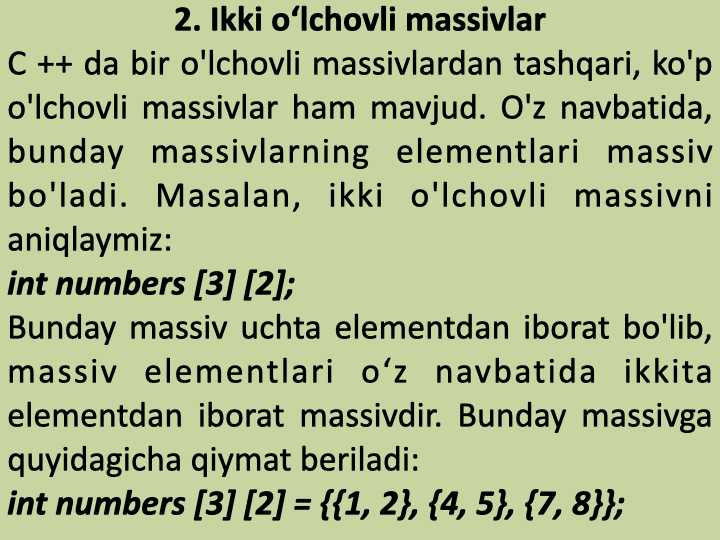 2. Ikki o‘lchovli massivlar
C ++ da bir o'lchovli massivlardan tashqari, ko'p
o'lchovli massivlar ham mavjud. O'z navbatida,
bunday massivlarning elementlari massiv
bo'ladi. Masalan, ikki o'lchovli massivni
aniqlaymiz:
int numbers [3] [2];
Bunday massiv uchta elementdan iborat bo'lib,
massiv elementlari o‘z navbatida ikkita
elementdan iborat massivdir. Bunday massivga
quyidagicha qiymat beriladi:
int numbers [3] [2] = {{1, 2}, {4, 5}, {7, 8}};